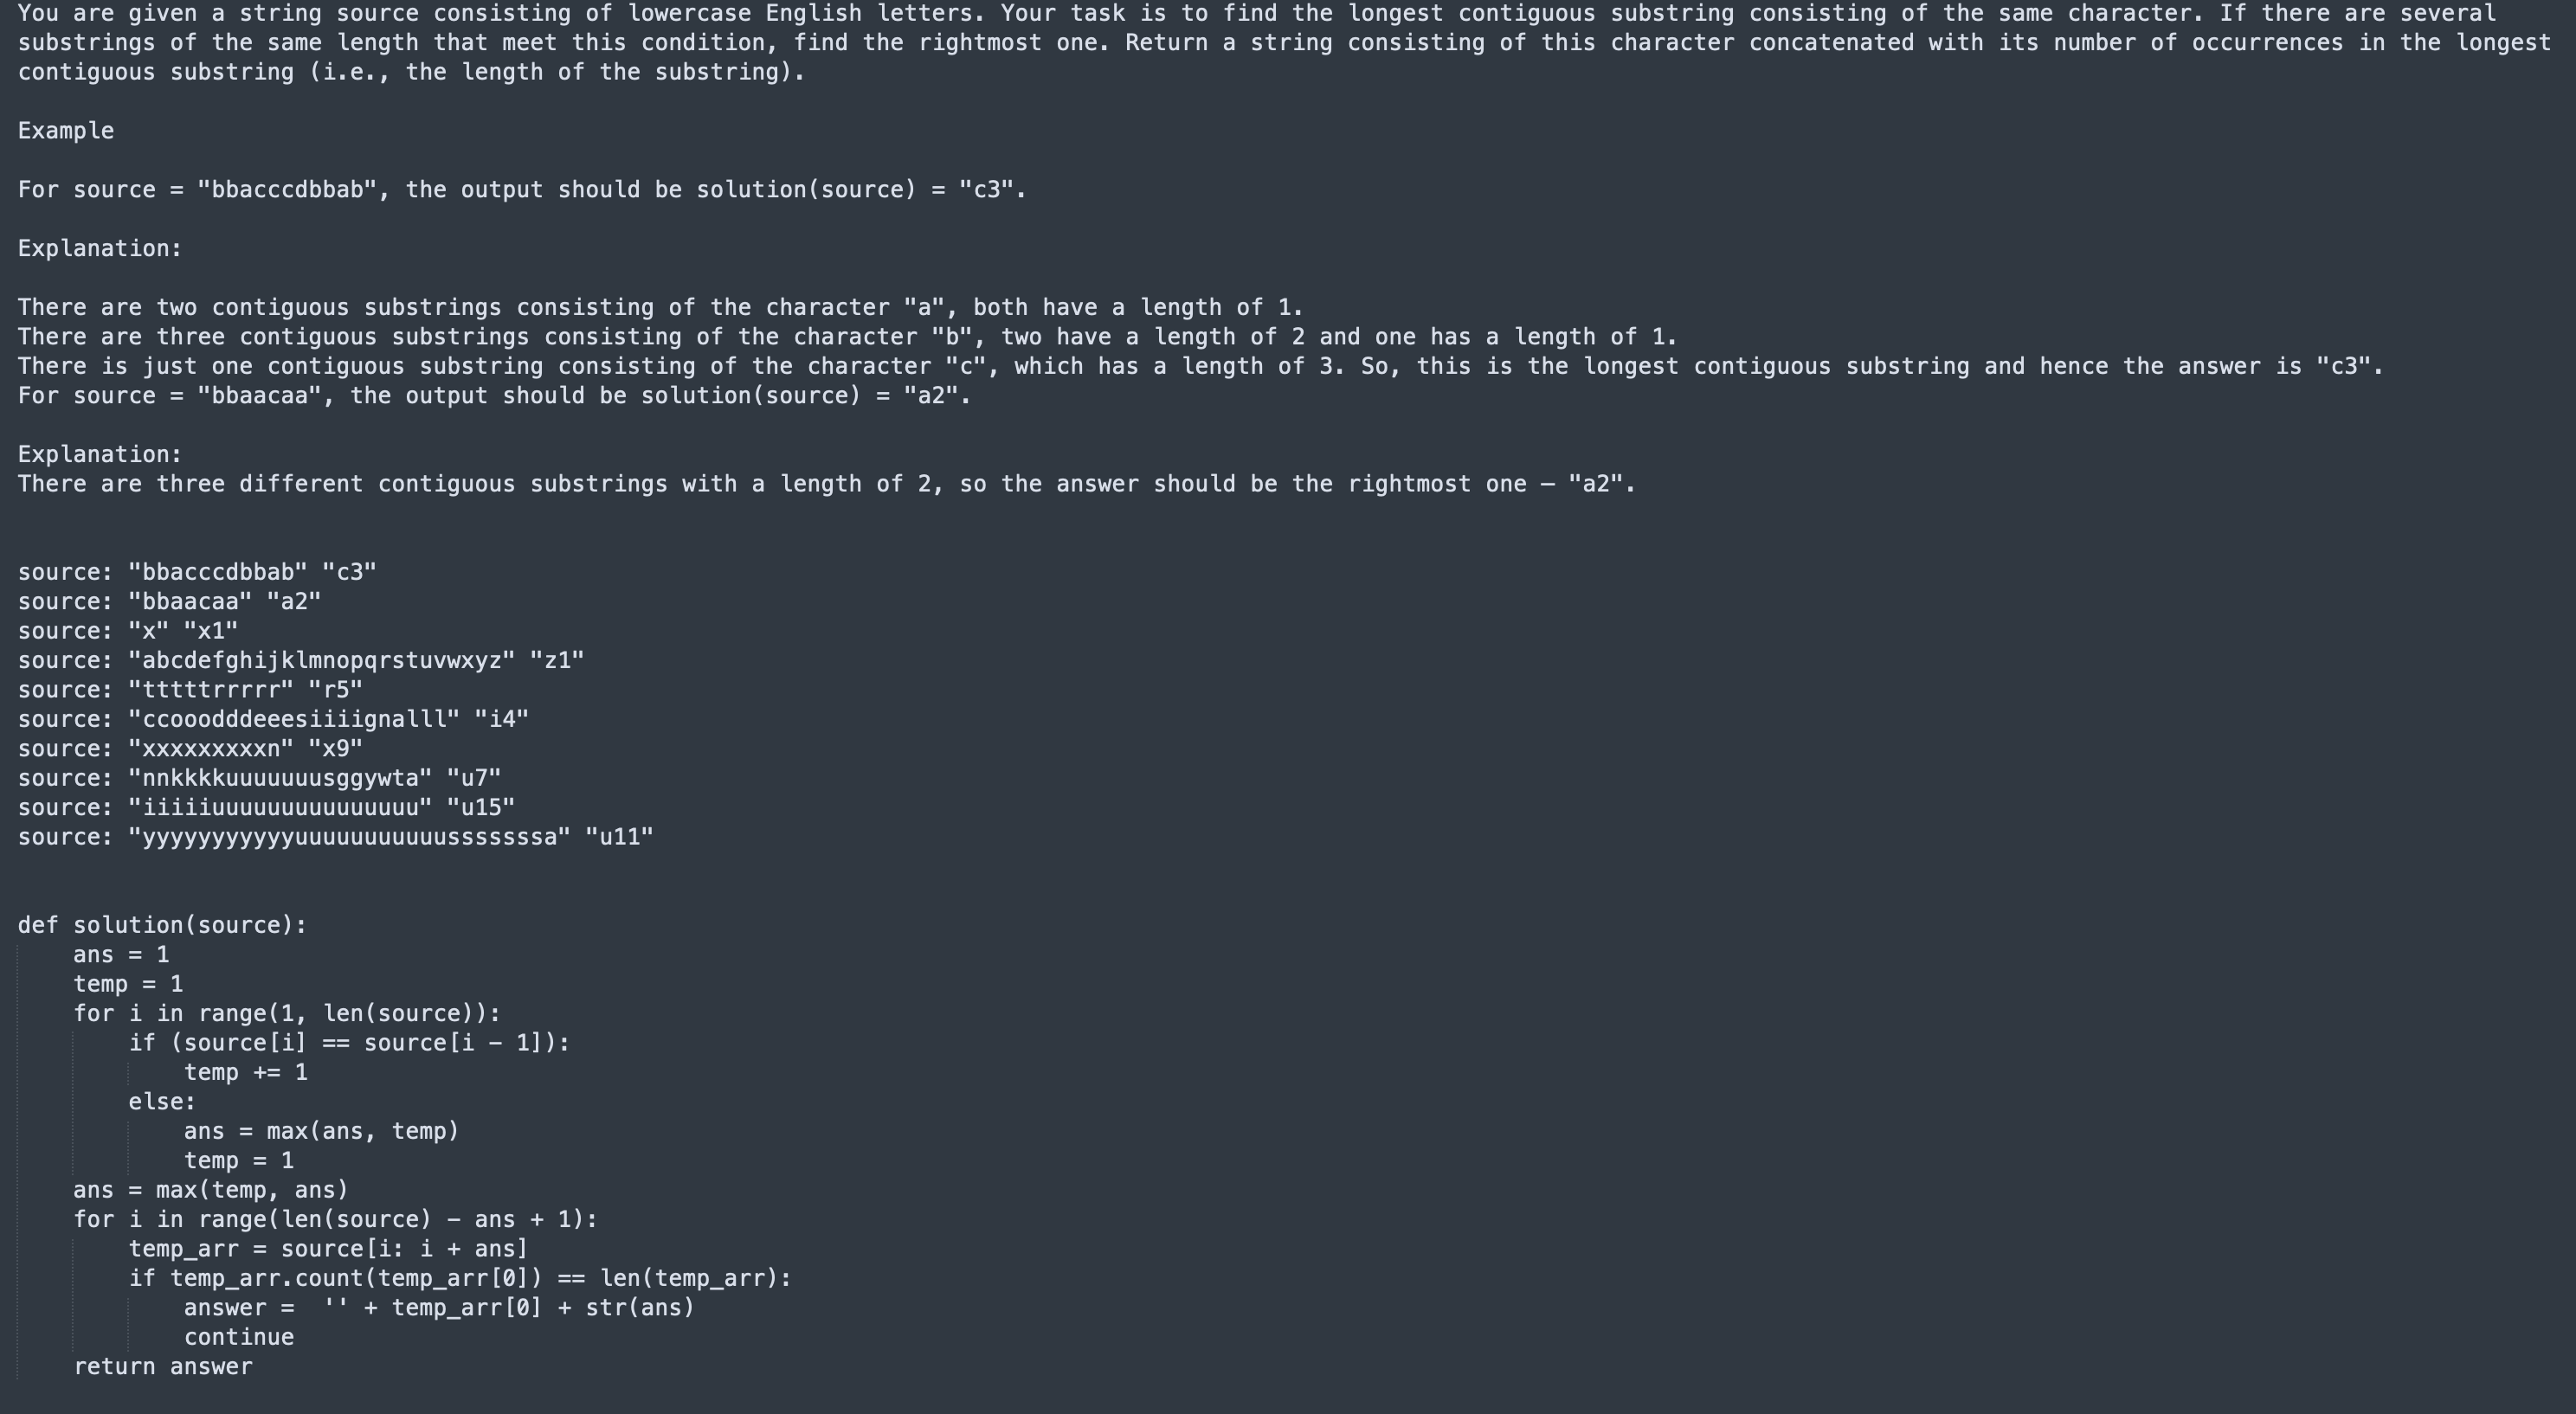 You are given a string source consisting of lowercase English letters. Your task is to find the longest contiguous substring consisting of the same character. If there are several
substrings of the same length that meet this condition, find the rightmost one. Return a string consisting of this character concatenated with its number of occurrences in the longest
contiguous substring (i.e., the length of the substring).

Example

For source = "bbacccdbbab", the output should be solution(source) = "c3".

Explanation:

There are two contiguous substrings consisting of the character "a", both have a length of 1.
There are three contiguous substrings consisting of the character "b", two have a length of 2 and one has a length of 1.
There is just one contiguous substring consisting of the character "c", which has a length of 3. So, this is the longest contiguous substring and hence the answer is "c3".
For source = "bbaacaa", the output should be solution(source) = "a2".

Explanation:
There are three different contiguous substrings with a length of 2, so the answer should be the rightmost one – "a2".


source: "bbacccdbbab" "c3"
source: "bbaacaa" "a2"
source: "x" "x1"
source: "abcdefghijklmnopqrstuvwxyz" "z1"
source: "tttttrrrrr" "r5"
source: "ccooodddeeesiiiignalll" "i4"
source: "xxxxxxxxxn" "x9"
source: "nnkkkkuuuuuuusggywta" "u7"
source: "iiiiiuuuuuuuuuuuuuuu" "u15"
source: "yyyyyyyyyyyuuuuuuuuuuusssssssa" "u11"


def solution(source):
    ans = 1
    temp = 1
    for i in range(1, len(source)):
        if (source[i] == source[i - 1]):
            temp += 1
        else:
            ans = max(ans, temp)
            temp = 1
    ans = max(temp, ans)
    for i in range(len(source) - ans + 1):
        temp_arr = source[i: i + ans]
        if temp_arr.count(temp_arr[0]) == len(temp_arr):
            answer =  '' + temp_arr[0] + str(ans)
            continue
    return answer